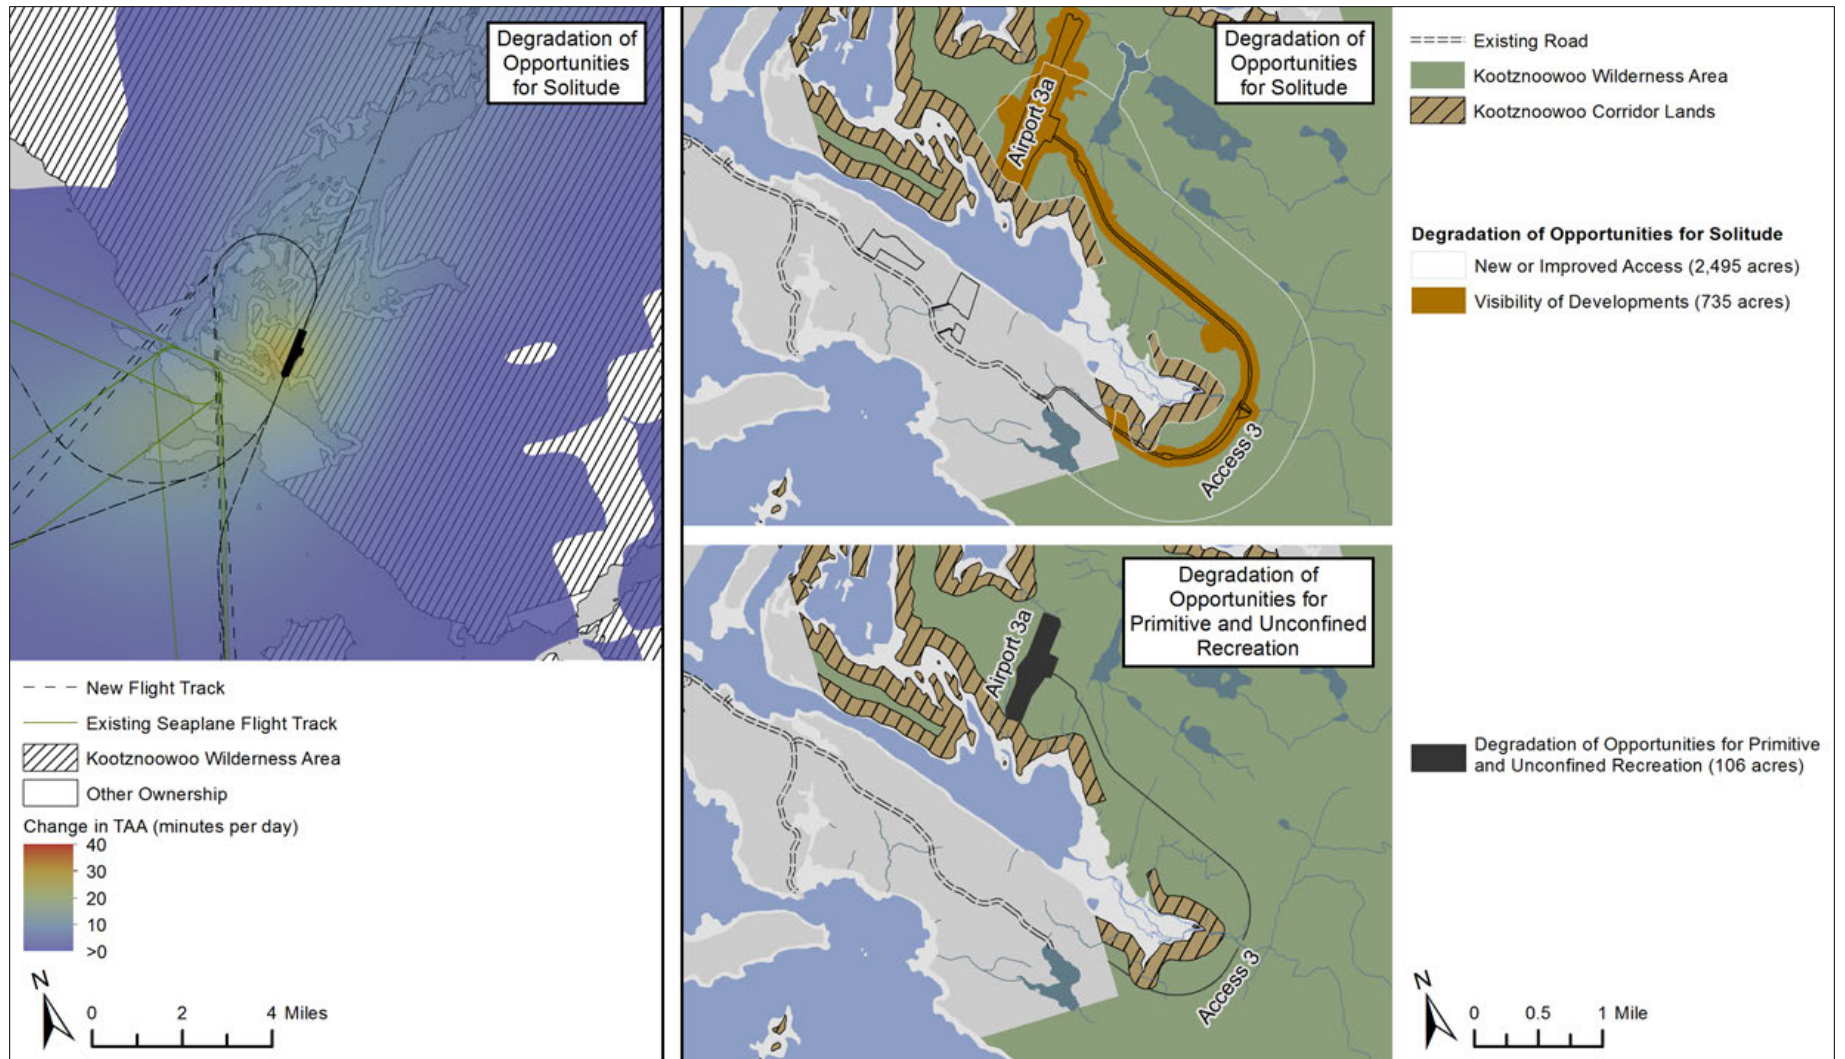 Degradation of
Opportunities
for Solitude
New Flight Track
Existing Seaplane Flight Track
Kootznoowoo Wilderness Area
Other Ownership
Change in TAA (minutes per day)
40
30
20
10
>0
N
0 2 4 Miles
Degradation of
Opportunities
for Solitude
Airport 3a
Access 3
Degradation of
Opportunities for
Primitive and Unconfined
Recreation
Airport 3a
Access 3
Existing Road
Kootznoowoo Wilderness Area
Kootznoowoo Corridor Lands
Degradation of Opportunities for Solitude
New or Improved Access (2,495 acres)
Visibility of Developments (735 acres)
Degradation of Opportunities for Primitive
and Unconfined Recreation (106 acres)
N
0 0.5 1 Mile